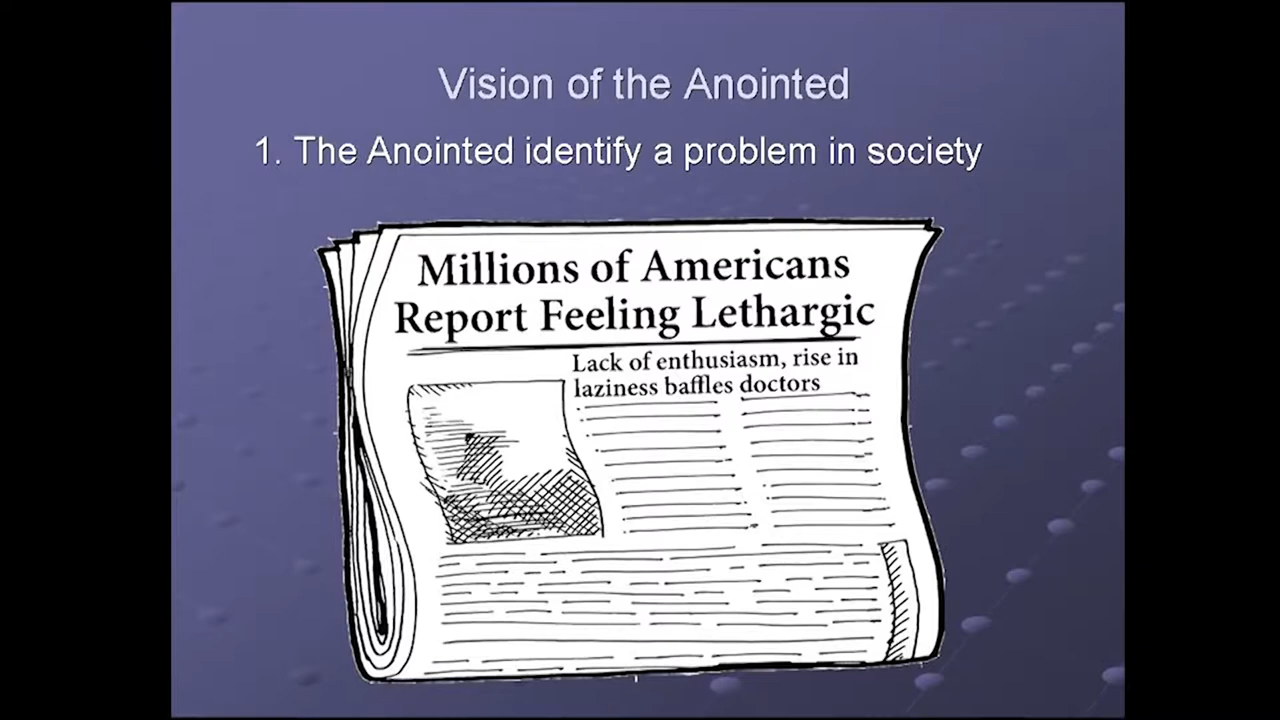 Vision of the Anointed
1. The Anointed identify a problem in society
Millions of Americans
Report Feeling Lethargic
Lack of enthusiasm, rise in
laziness baffles doctors